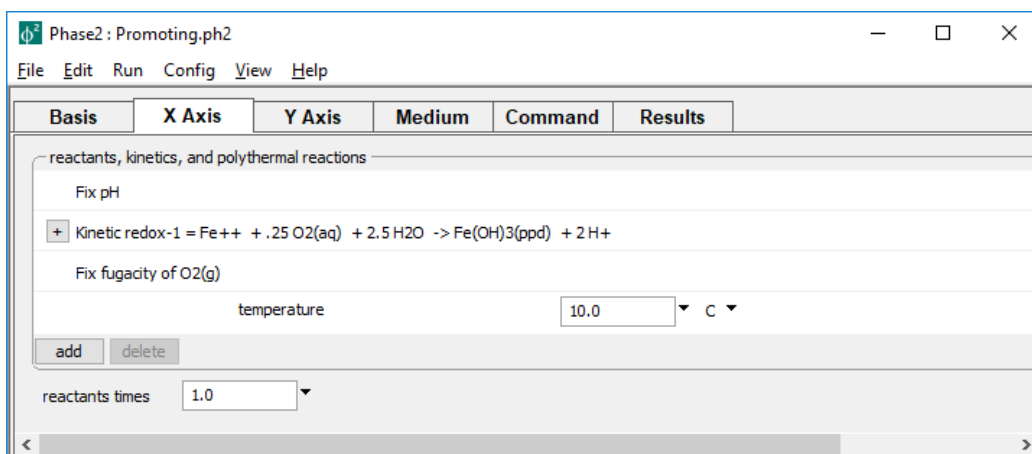 ϕ² Phase2 : Promoting.ph2
File Edit Run Config View Help
Basis X Axis Y Axis Medium Command Results
reactants, kinetics, and polythermal reactions
Fix pH
+ Kinetic redox-1 = Fe++ + .25 O2(aq) + 2.5 H2O -> Fe(OH)3(ppd) + 2 H+
Fix fugacity of O2(g)
temperature 10.0 C
add delete
reactants times 1.0